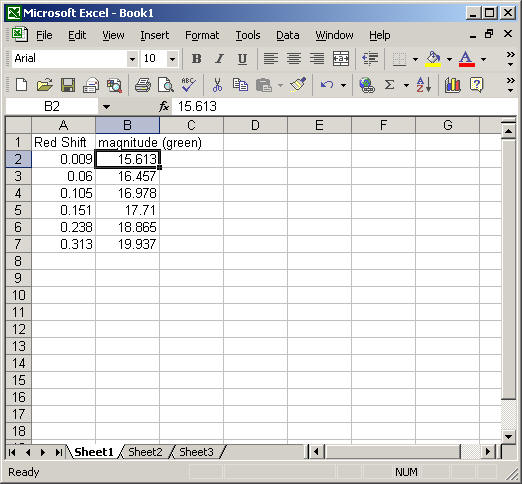 Microsoft Excel - Book1
File Edit View Insert Format Tools Data Window Help
Arial 10 B I U $ A
ABC Σ A Z
B2 fx 15.613
A B C D E F G
1 Red Shift magnitude (green)
2 0.009 15.613
3 0.06 16.457
4 0.105 16.978
5 0.151 17.71
6 0.238 18.865
7 0.313 19.937
8
9
10
11
12
13
14
15
16
17
18
Sheet1 Sheet2 Sheet3
Ready NUM